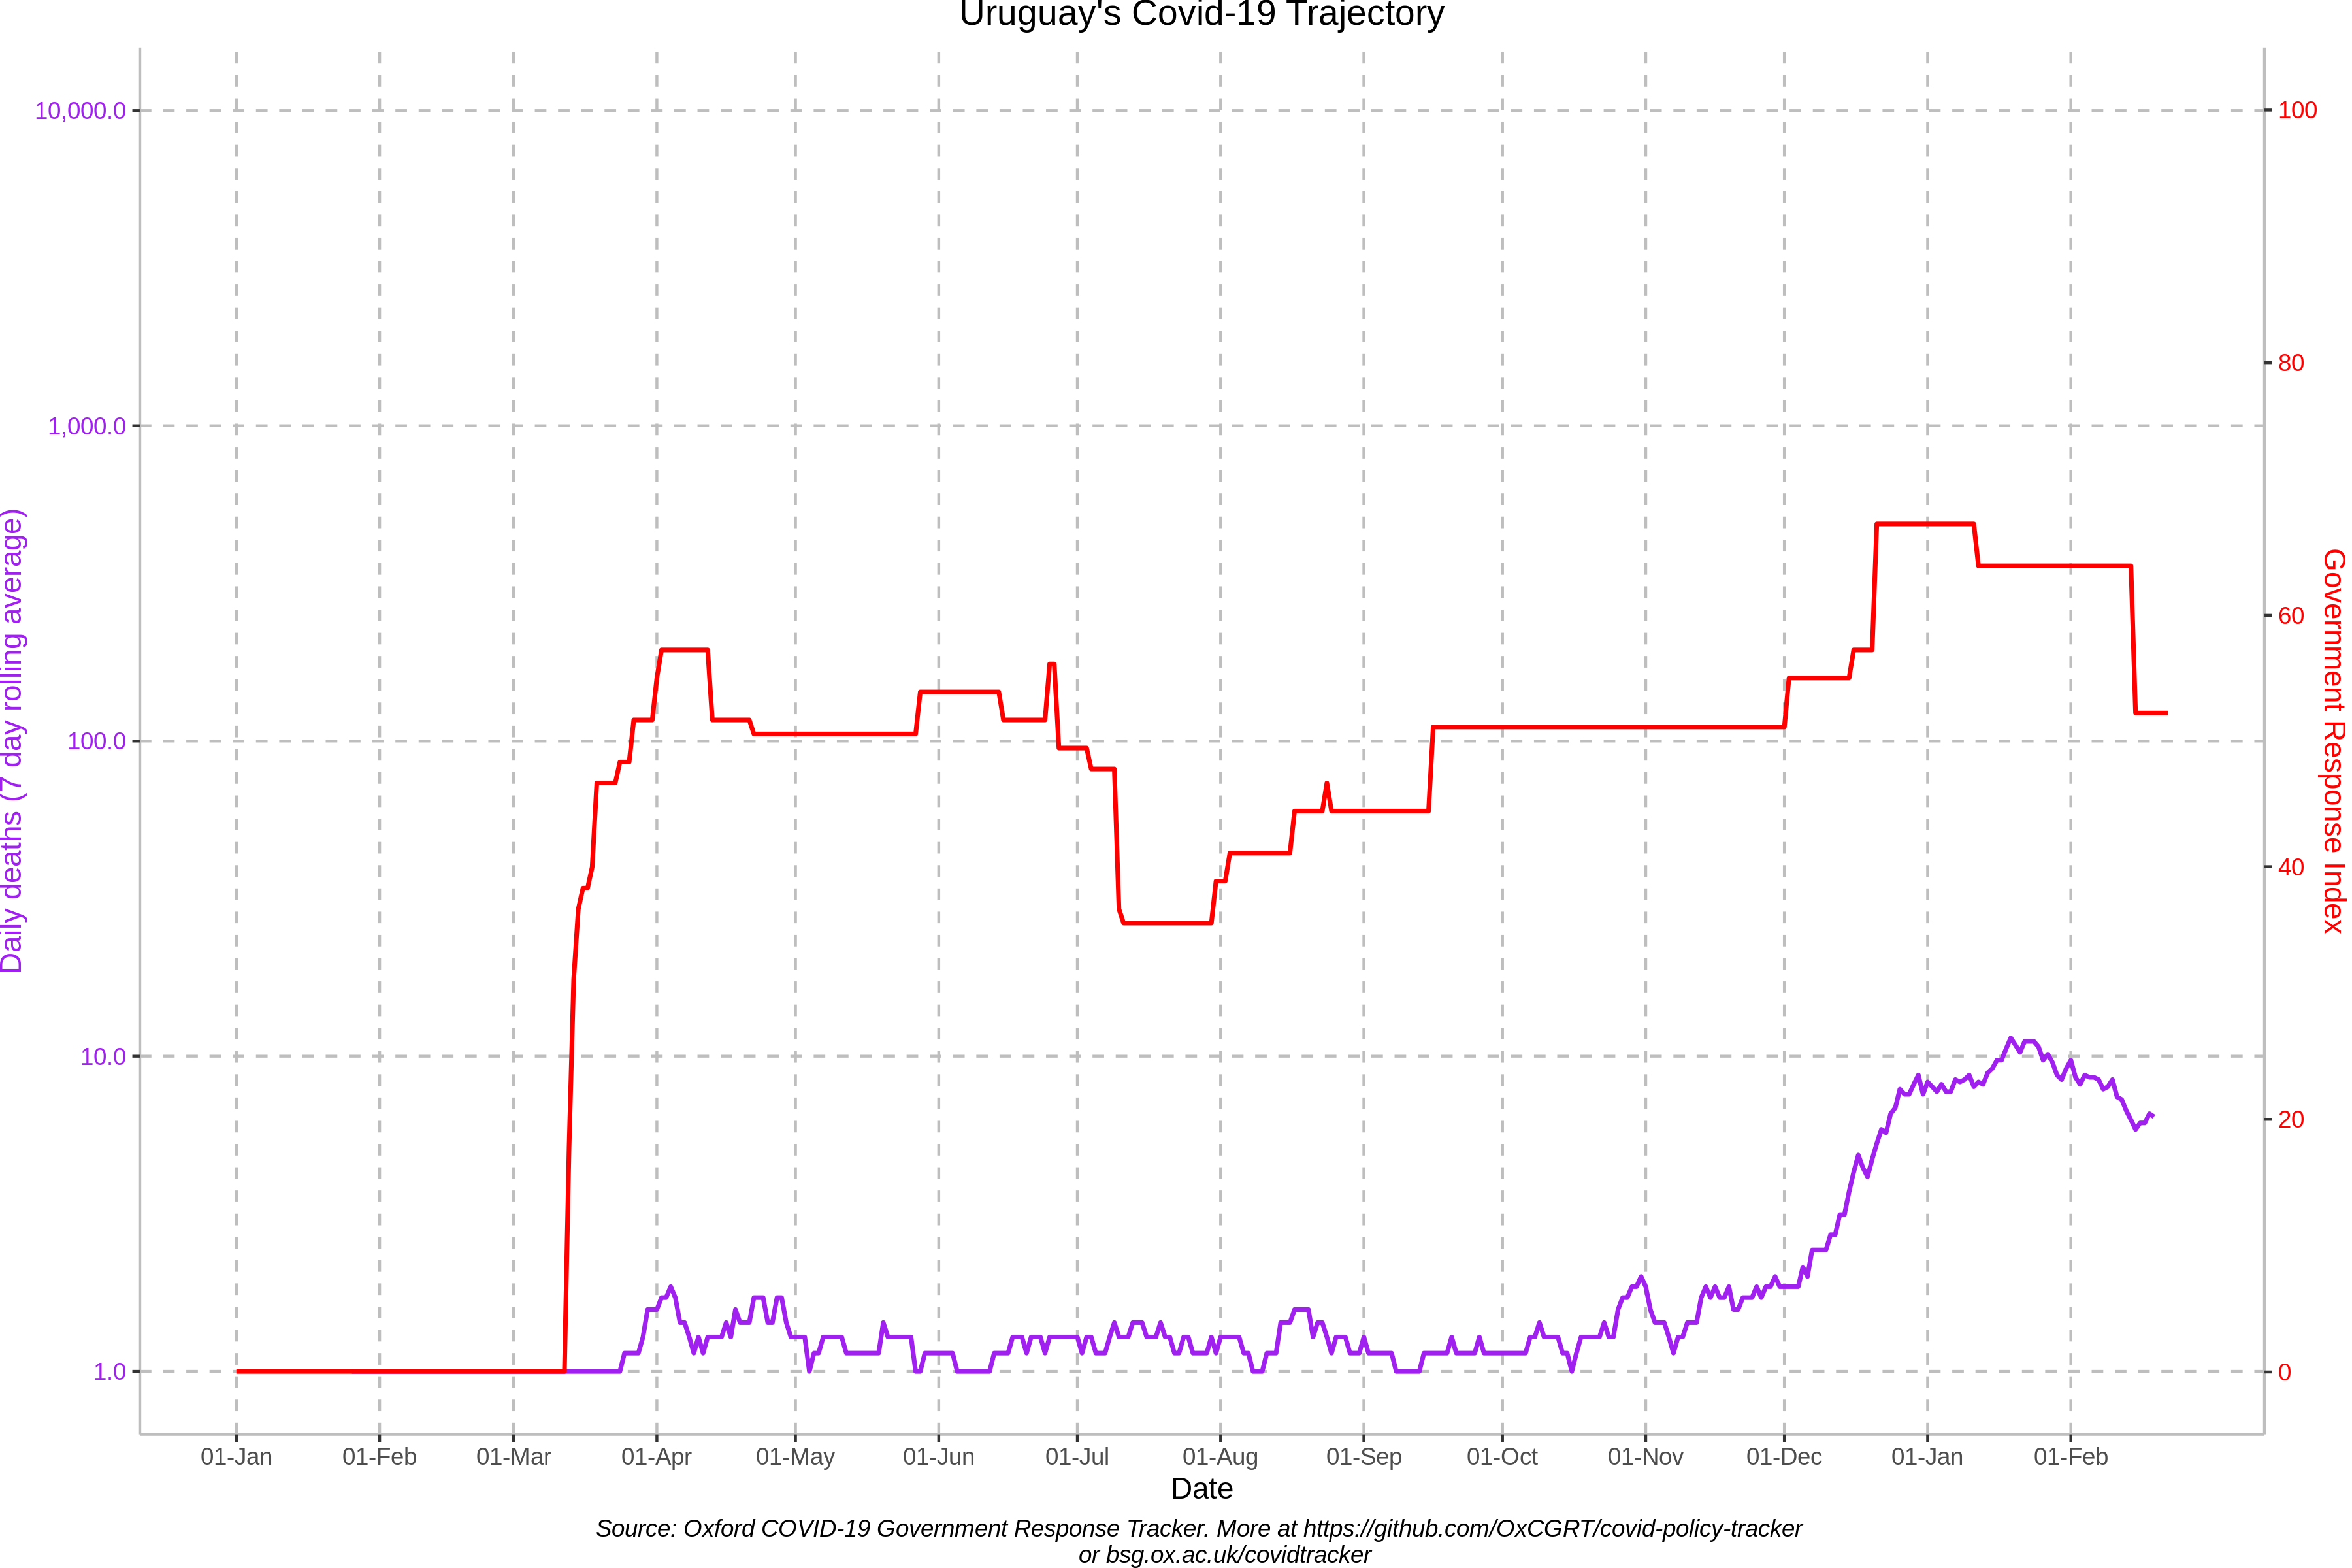 Uruguay's Covid-19 Trajectory
10,000.0
1,000.0
100.0
10.0
1.0
Daily deaths (7 day rolling average)
100
80
60
40
20
0
Government Response Index
01-Jan 01-Feb 01-Mar 01-Apr 01-May 01-Jun 01-Jul 01-Aug 01-Sep 01-Oct 01-Nov 01-Dec 01-Jan 01-Feb
Date
Source: Oxford COVID-19 Government Response Tracker. More at https://github.com/OxCGRT/covid-policy-tracker
or bsg.ox.ac.uk/covidtracker